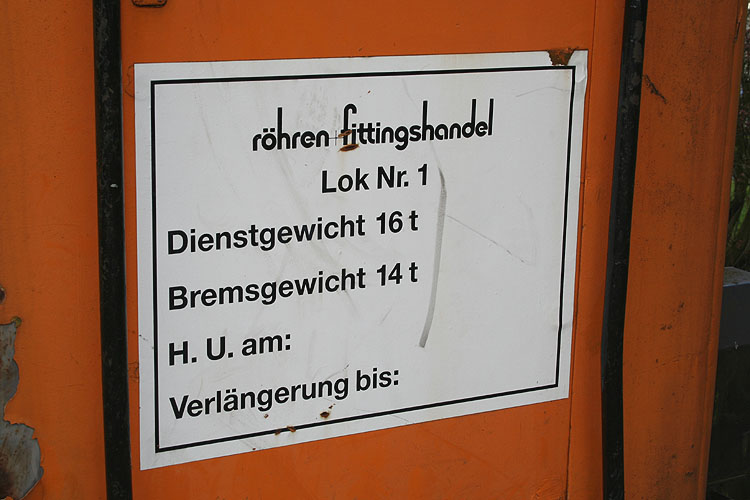 röhren+fittingshandel
Lok Nr. 1
Dienstgewicht 16 t
Bremsgewicht 14 t
H. U. am:
Verlängerung bis: